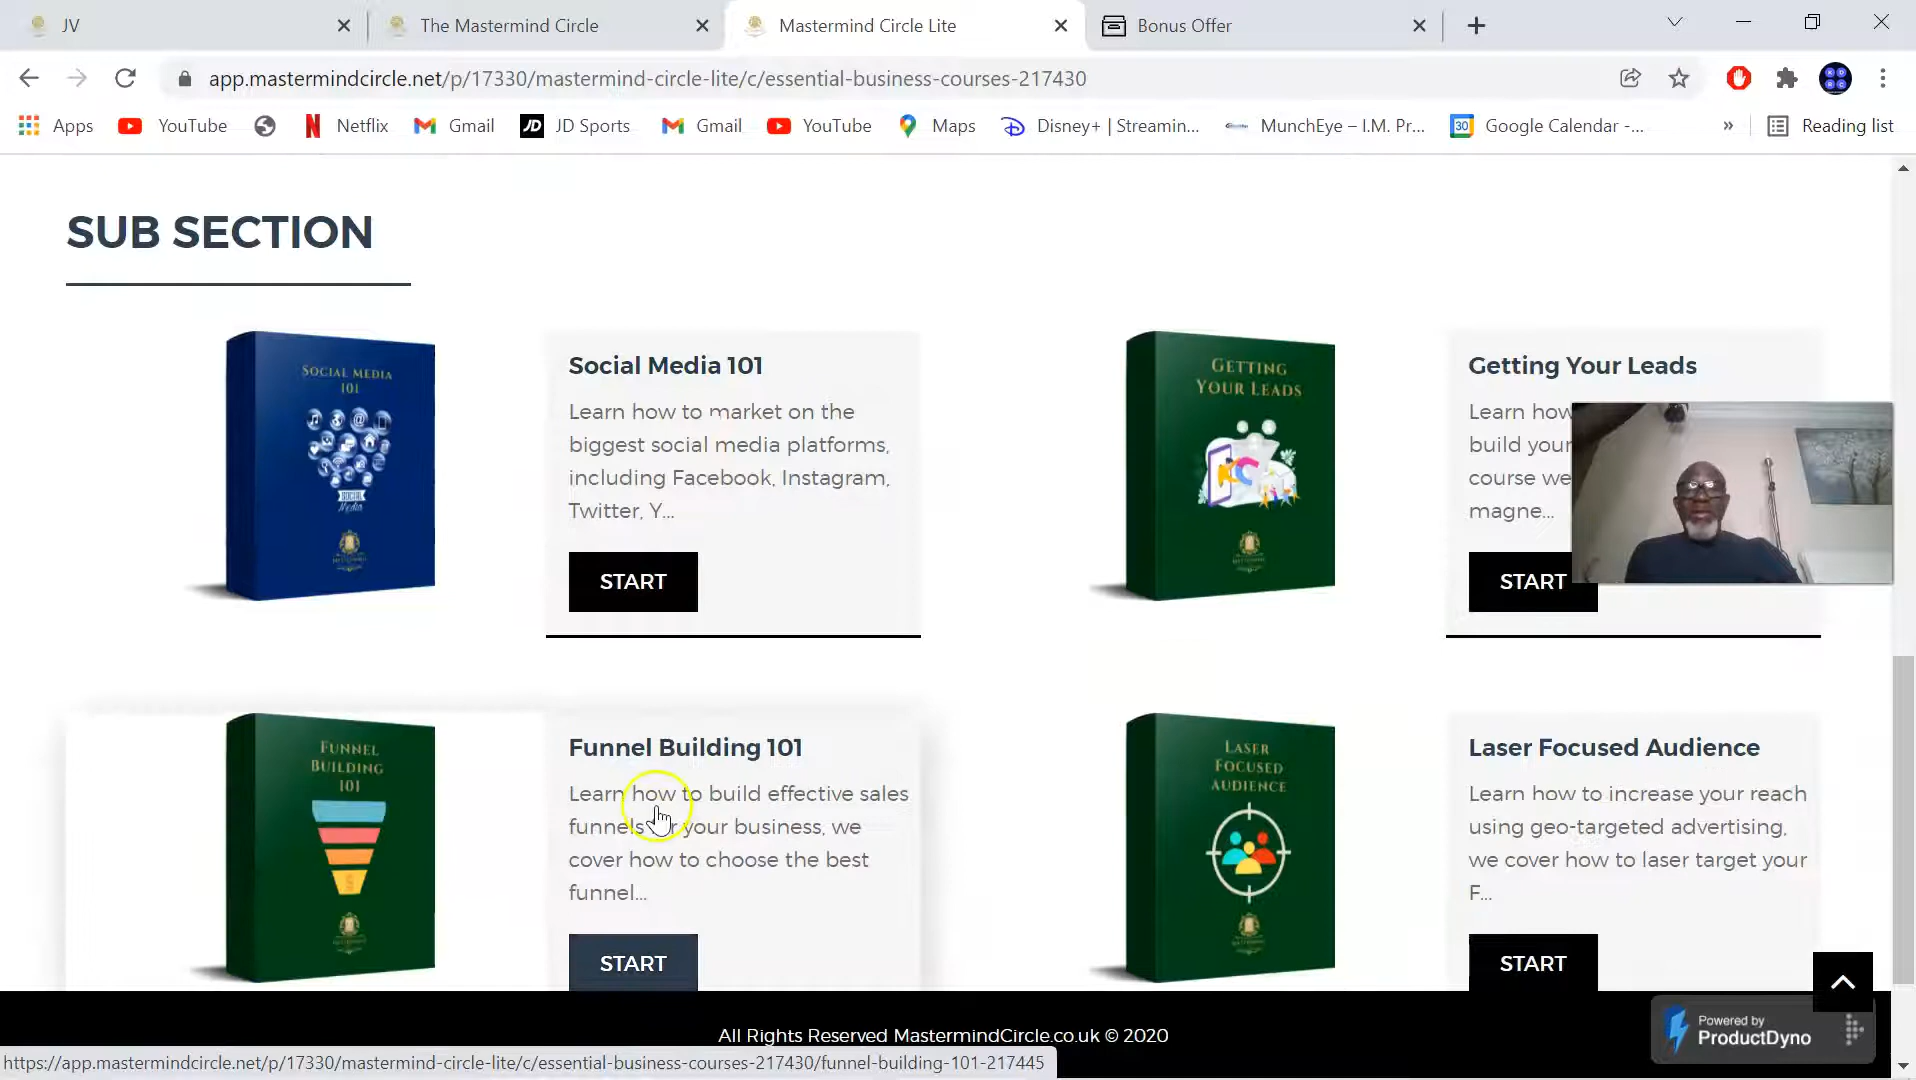 JV
The Mastermind Circle
Mastermind Circle Lite
Bonus Offer
app.mastermindcircle.net/p/17330/mastermind-circle-lite/c/essential-business-courses-217430
Apps
YouTube
Netflix
Gmail
JD
JD Sports
Gmail
YouTube
Maps
Disney+ | Streamin...
MunchEye – I.M. Pr...
30
Google Calendar -...
»
Reading list
SUB SECTION
SOCIAL MEDIA
101
SOCIAL
Media
Social Media 101
Learn how to market on the
biggest social media platforms,
including Facebook, Instagram,
Twitter, Y...
START
GETTING
YOUR LEADS
Getting Your Leads
Learn how
build your
course we
magne...
START
FUNNEL
BUILDING
101
Funnel Building 101
Learn how to build effective sales
funnels your business, we
cover how to choose the best
funnel...
START
LASER
FOCUSED
AUDIENCE
Laser Focused Audience
Learn how to increase your reach
using geo-targeted advertising,
we cover how to laser target your
F...
START
All Rights Reserved MastermindCircle.co.uk © 2020
Powered by
ProductDyno
https://app.mastermindcircle.net/p/17330/mastermind-circle-lite/c/essential-business-courses-217430/funnel-building-101-217445